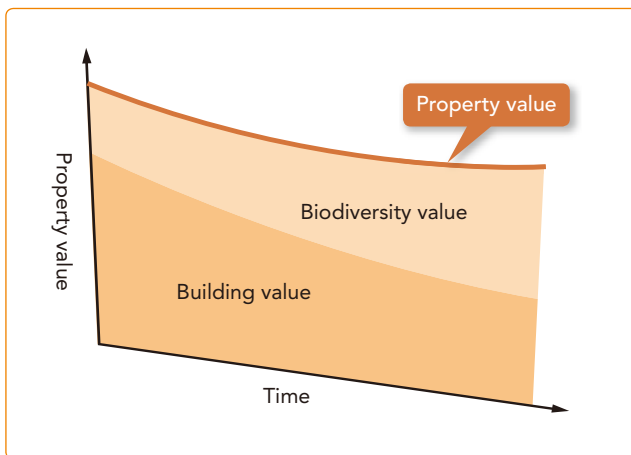 Property value
Property value
Biodiversity value
Building value
Time